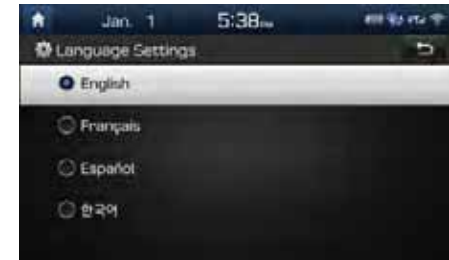 Jan. 1 5:38
Language Settings
English
Français
Español
한국어